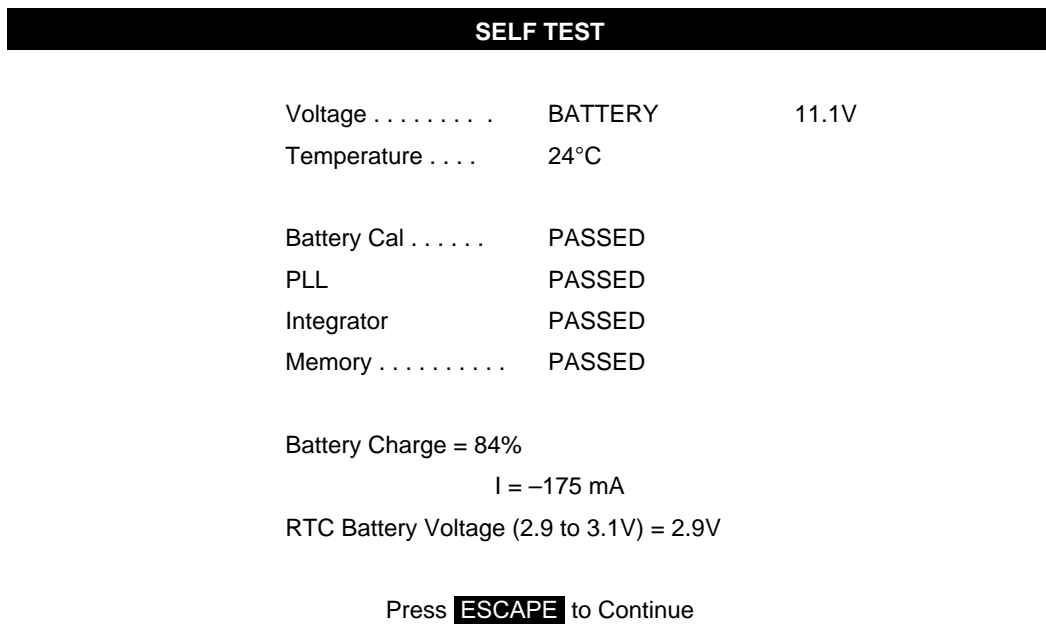 SELF TEST
Voltage . . . . . . . . . BATTERY 11.1V
Temperature . . . . 24°C
Battery Cal . . . . . . PASSED
PLL PASSED
Integrator PASSED
Memory . . . . . . . . . . PASSED
Battery Charge = 84%
I = –175 mA
RTC Battery Voltage (2.9 to 3.1V) = 2.9V
Press ESCAPE to Continue